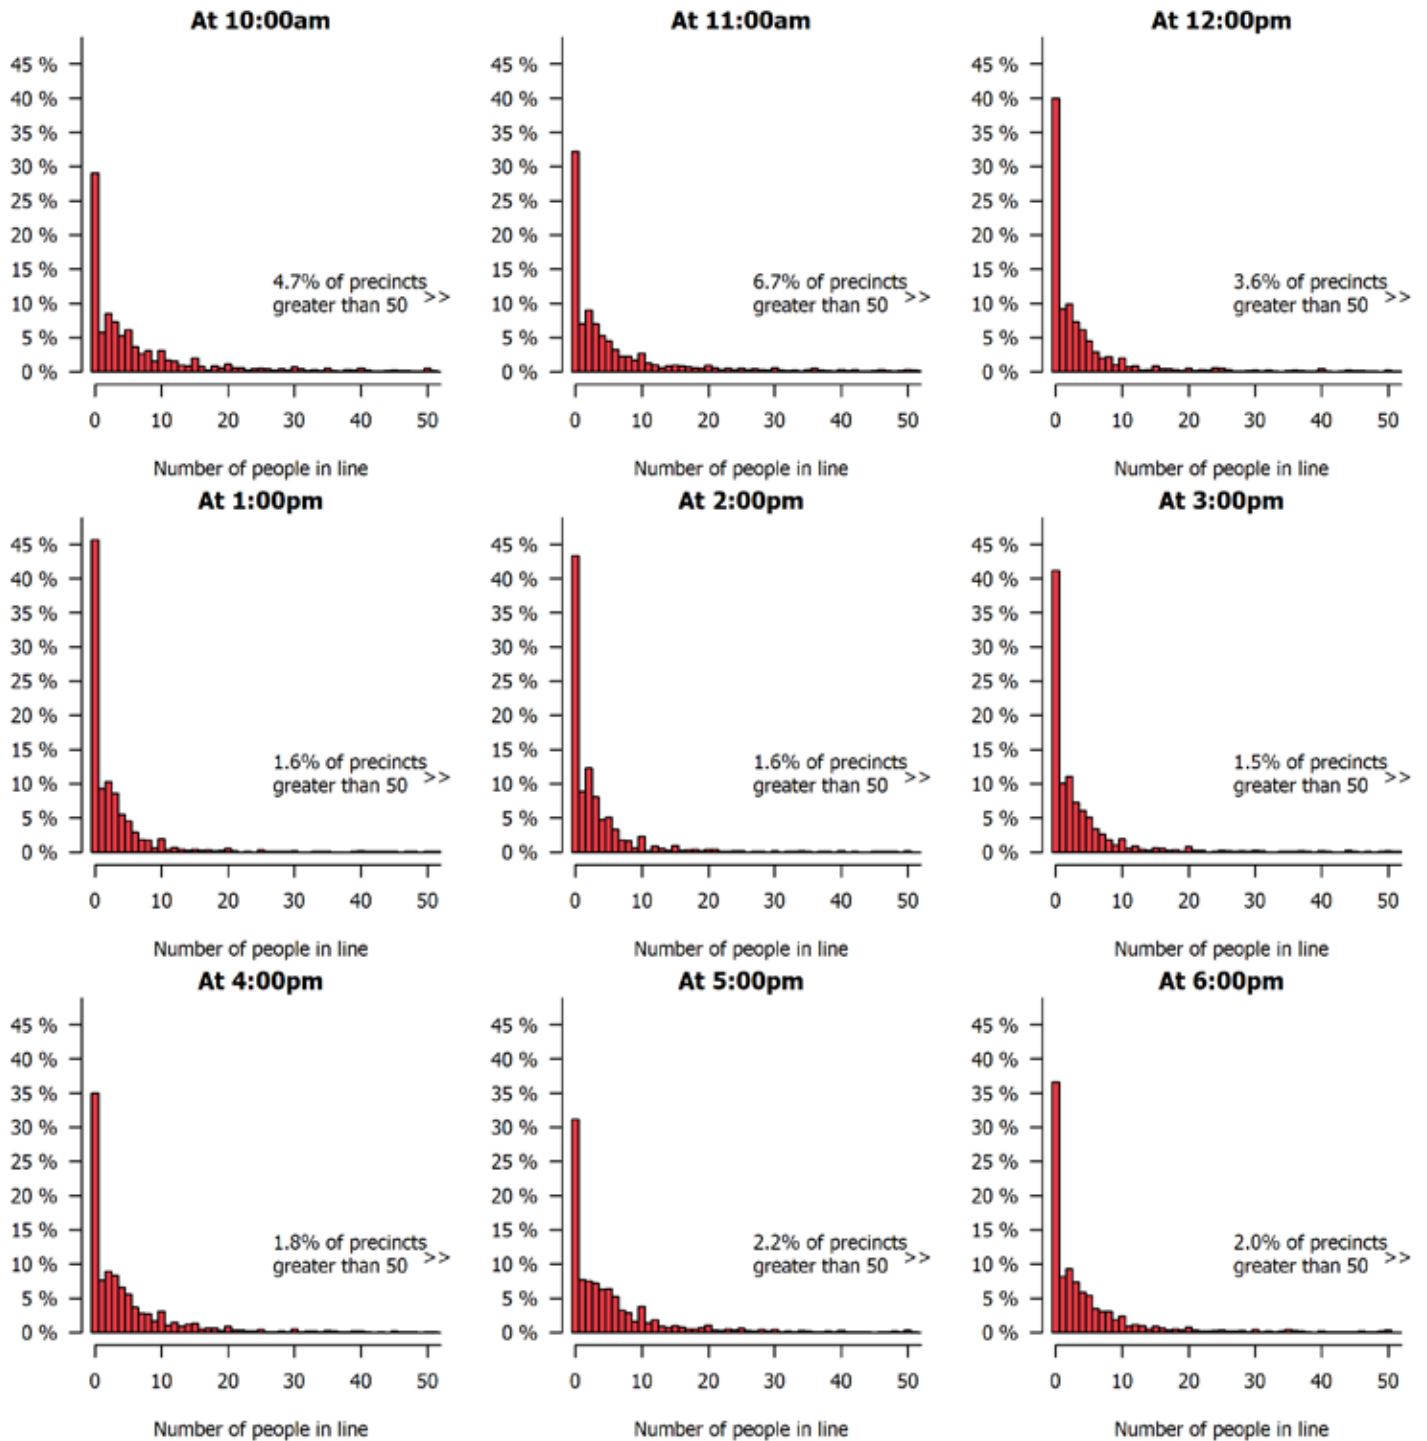 At 10:00am
45 %
40 %
35 %
30 %
25 %
20 %
15 %
10 %
5 %
0 %
4.7% of precincts
greater than 50 >>
0 10 20 30 40 50
Number of people in line
At 11:00am
45 %
40 %
35 %
30 %
25 %
20 %
15 %
10 %
5 %
0 %
6.7% of precincts
greater than 50 >>
0 10 20 30 40 50
Number of people in line
At 12:00pm
45 %
40 %
35 %
30 %
25 %
20 %
15 %
10 %
5 %
0 %
3.6% of precincts
greater than 50 >>
0 10 20 30 40 50
Number of people in line
At 1:00pm
45 %
40 %
35 %
30 %
25 %
20 %
15 %
10 %
5 %
0 %
1.6% of precincts
greater than 50 >>
0 10 20 30 40 50
Number of people in line
At 2:00pm
45 %
40 %
35 %
30 %
25 %
20 %
15 %
10 %
5 %
0 %
1.6% of precincts
greater than 50 >>
0 10 20 30 40 50
Number of people in line
At 3:00pm
45 %
40 %
35 %
30 %
25 %
20 %
15 %
10 %
5 %
0 %
1.5% of precincts
greater than 50 >>
0 10 20 30 40 50
Number of people in line
At 4:00pm
45 %
40 %
35 %
30 %
25 %
20 %
15 %
10 %
5 %
0 %
1.8% of precincts
greater than 50 >>
0 10 20 30 40 50
Number of people in line
At 5:00pm
45 %
40 %
35 %
30 %
25 %
20 %
15 %
10 %
5 %
0 %
2.2% of precincts
greater than 50 >>
0 10 20 30 40 50
Number of people in line
At 6:00pm
45 %
40 %
35 %
30 %
25 %
20 %
15 %
10 %
5 %
0 %
2.0% of precincts
greater than 50 >>
0 10 20 30 40 50
Number of people in line